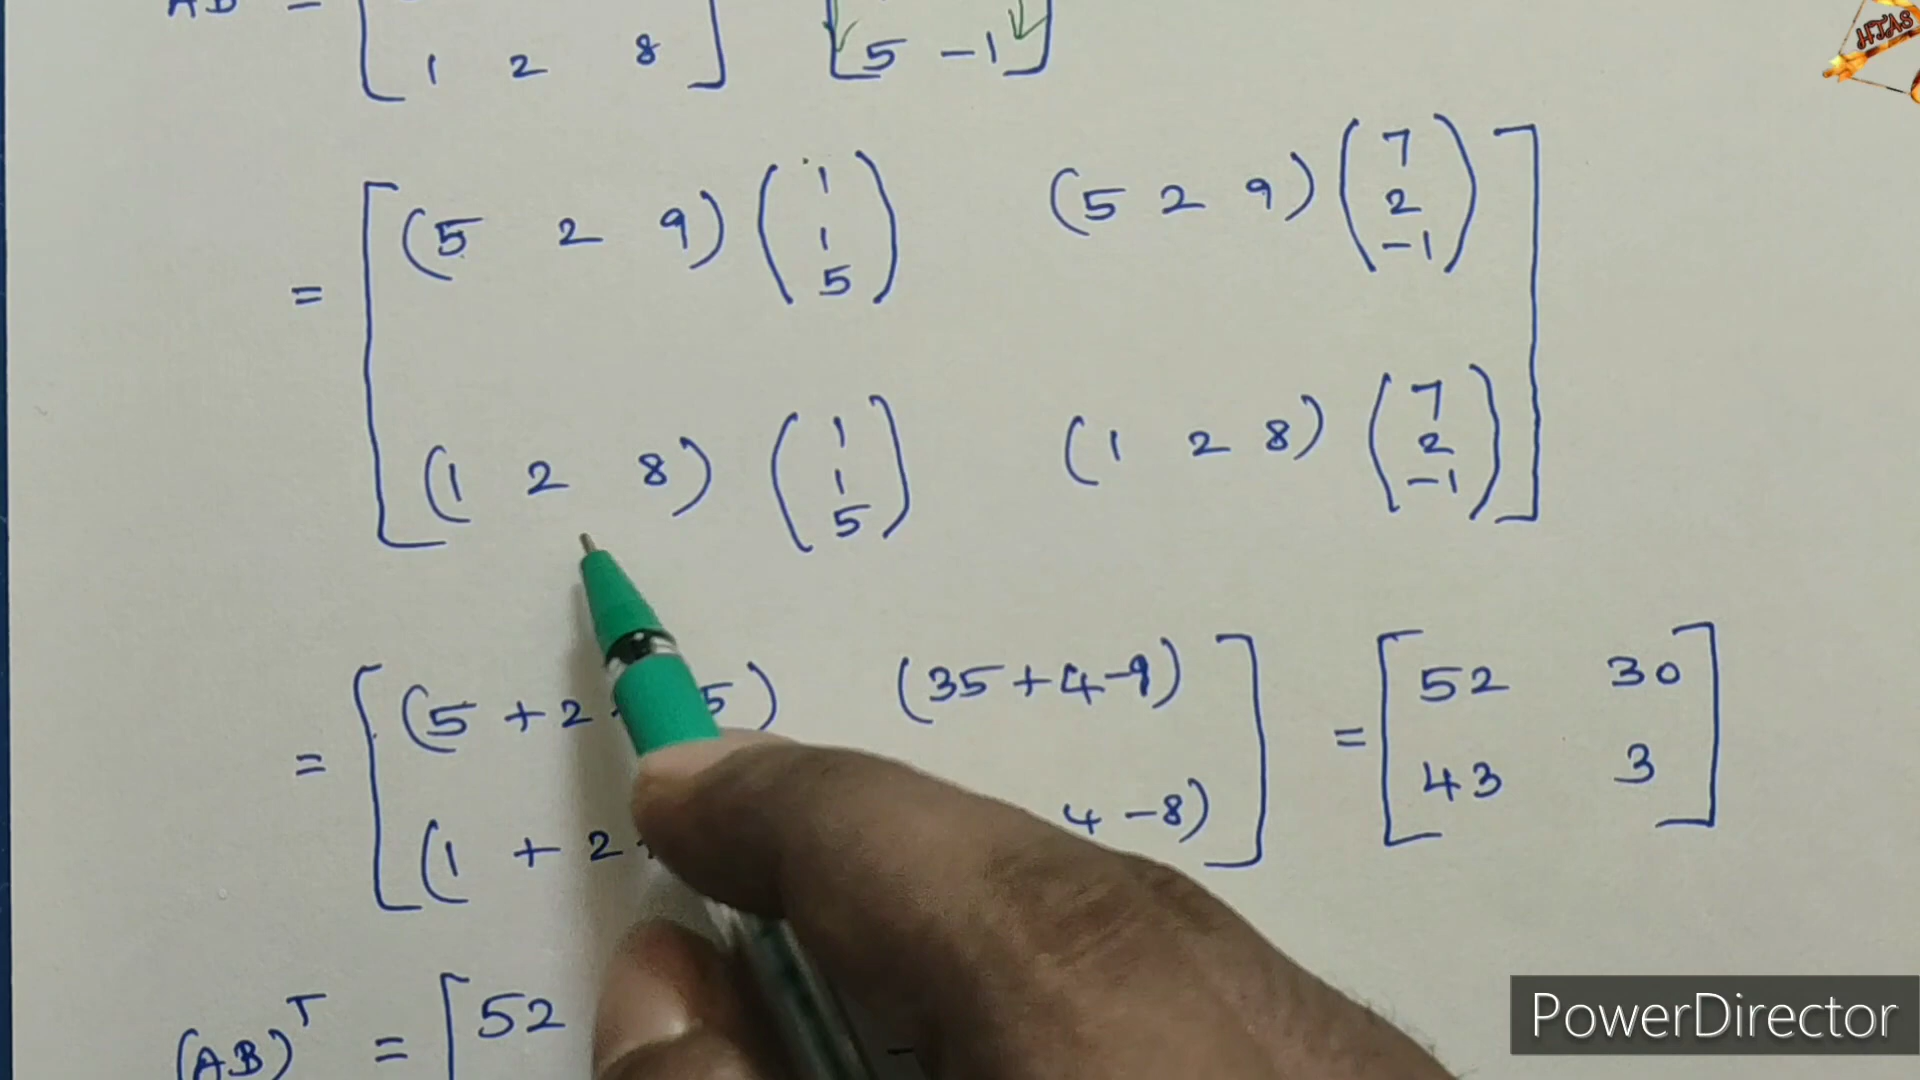 HTAS
1 2 8 ] 5 -1 ]
= [ (5 2 9) ( 1 1 5 ) (5 2 9) ( 7 2 -1 )
(1 2 8) ( 1 1 5 ) (1 2 8) ( 7 2 -1 ) ]
= [ (5 + 2 5) (35 + 4 - 9) ] = [ 52 30
(1 + 2 + 4 - 8) ] 43 3 ]
(AB)ᵀ = [ 52
PowerDirector